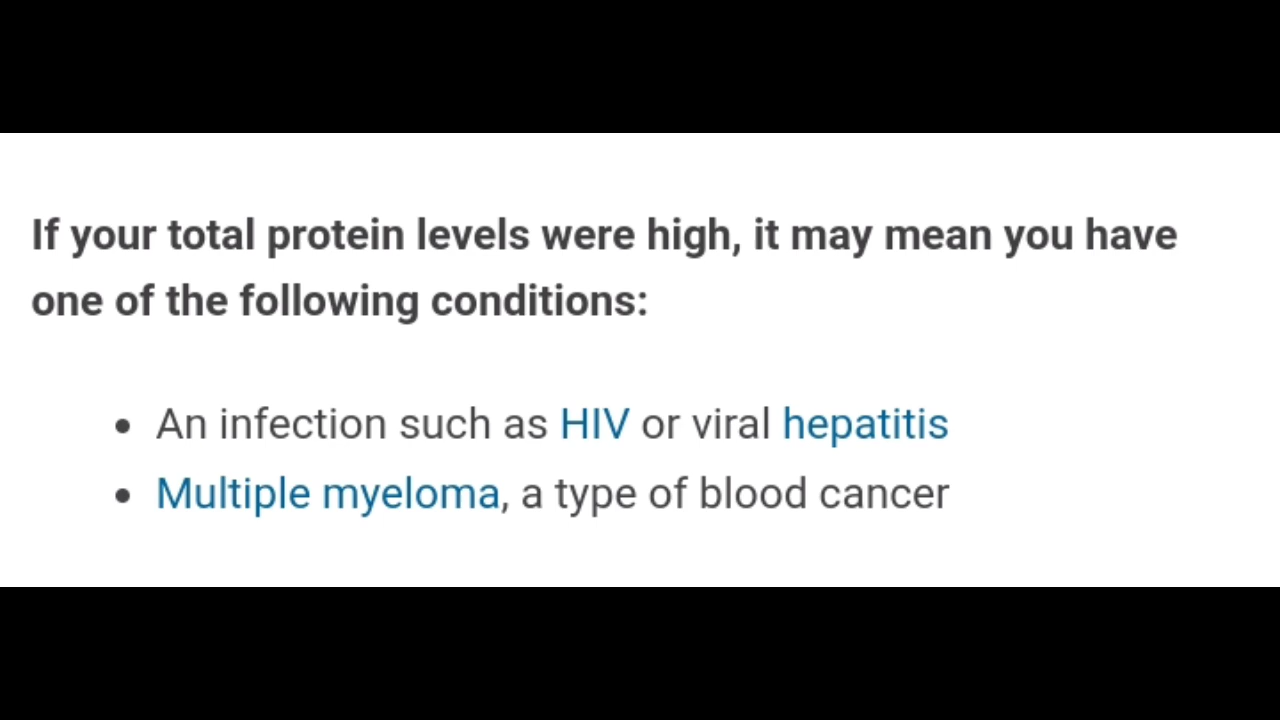 If your total protein levels were high, it may mean you have
one of the following conditions:
• An infection such as HIV or viral hepatitis
• Multiple myeloma, a type of blood cancer